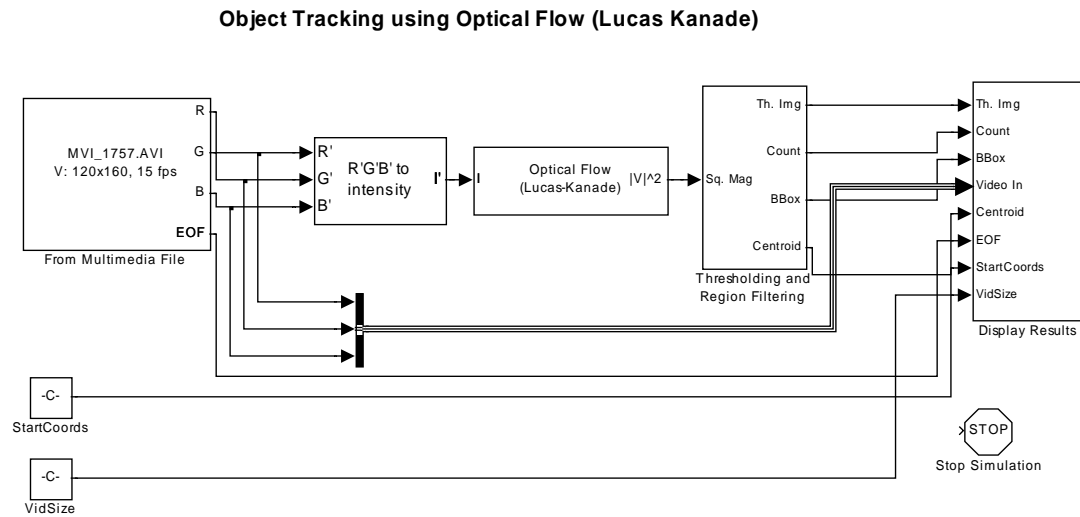 Object Tracking using Optical Flow (Lucas Kanade)
MVI_1757.AVI
V: 120x160, 15 fps
R
G
B
EOF
From Multimedia File
R'
G'
B'
R'G'B' to
intensity
I'
I
Optical Flow
(Lucas-Kanade)
|V|^2
Sq. Mag
Th. Img
Count
BBox
Centroid
Thresholding and
Region Filtering
Th. Img
Count
BBox
Video In
Centroid
EOF
StartCoords
VidSize
Display Results
-C-
StartCoords
-C-
VidSize
STOP
Stop Simulation